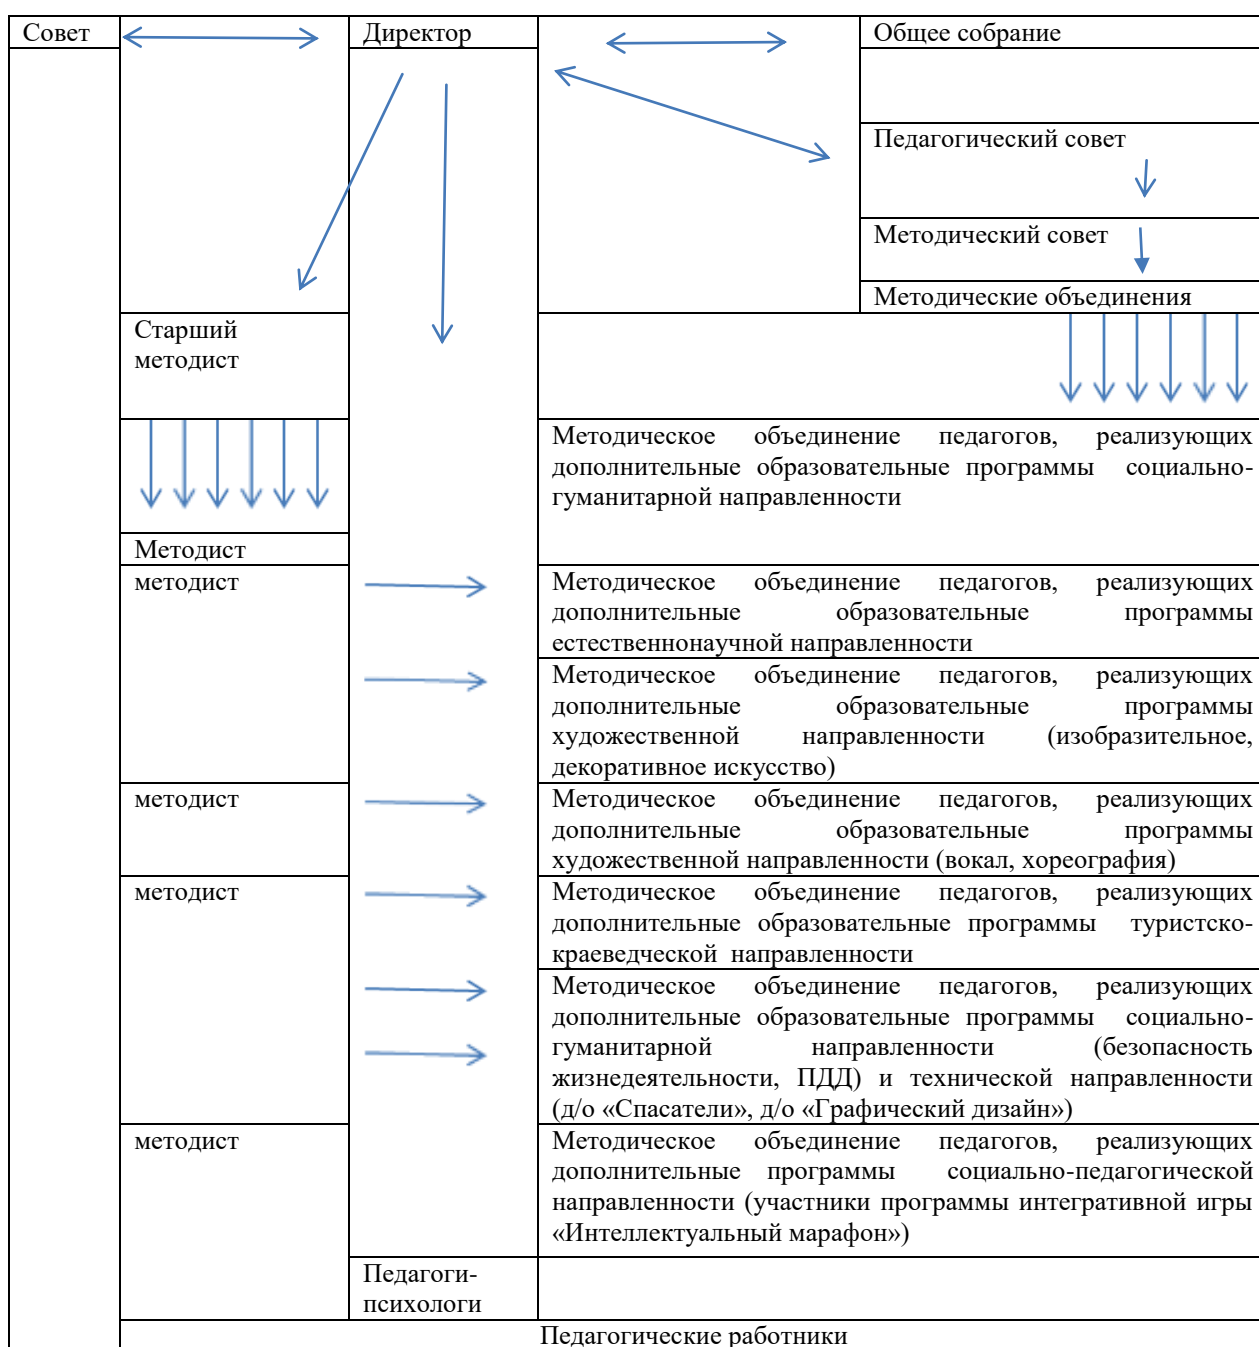 Совет
Директор
Общее собрание
Педагогический совет
Методический совет
Методические объединения
Старший
методист
Методическое объединение педагогов, реализующих
дополнительные образовательные программы социально-
гуманитарной направленности
Методист
методист
Методическое объединение педагогов, реализующих
дополнительные образовательные программы
естественнонаучной направленности
Методическое объединение педагогов, реализующих
дополнительные образовательные программы
художественной направленности (изобразительное,
декоративное искусство)
методист
Методическое объединение педагогов, реализующих
дополнительные образовательные программы
художественной направленности (вокал, хореография)
методист
Методическое объединение педагогов, реализующих
дополнительные образовательные программы туристско-
краеведческой направленности
Методическое объединение педагогов, реализующих
дополнительные образовательные программы социально-
гуманитарной направленности (безопасность
жизнедеятельности, ПДД) и технической направленности
(д/о «Спасатели», д/о «Графический дизайн»)
методист
Методическое объединение педагогов, реализующих
дополнительные программы социально-педагогической
направленности (участники программы интегративной игры
«Интеллектуальный марафон»)
Педагоги-
психологи
Педагогические работники